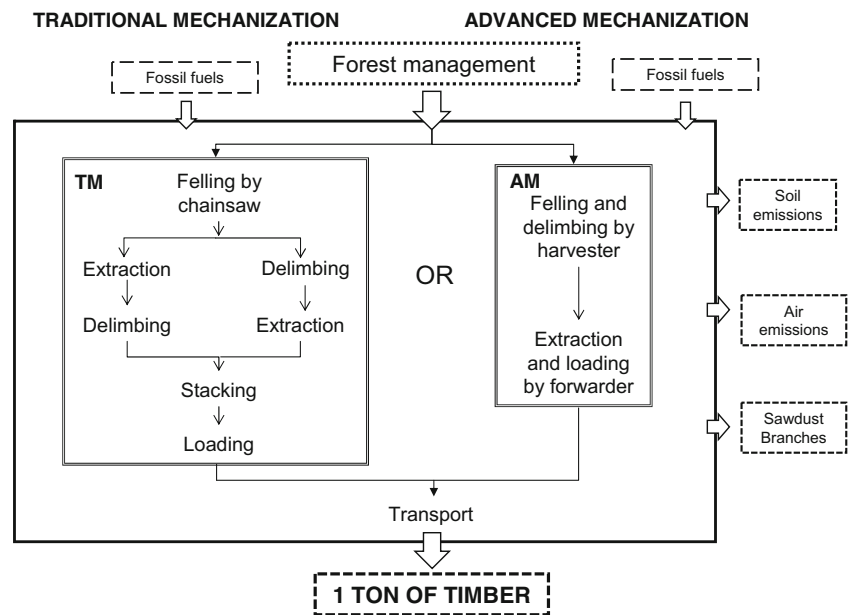 TRADITIONAL MECHANIZATION
ADVANCED MECHANIZATION
Fossil fuels
Forest management
Fossil fuels
TM
Felling by
chainsaw
Extraction
Delimbing
Delimbing
Extraction
Stacking
Loading
OR
AM
Felling and
delimbing by
harvester
Extraction
and loading
by forwarder
Soil
emissions
Air
emissions
Sawdust
Branches
Transport
1 TON OF TIMBER